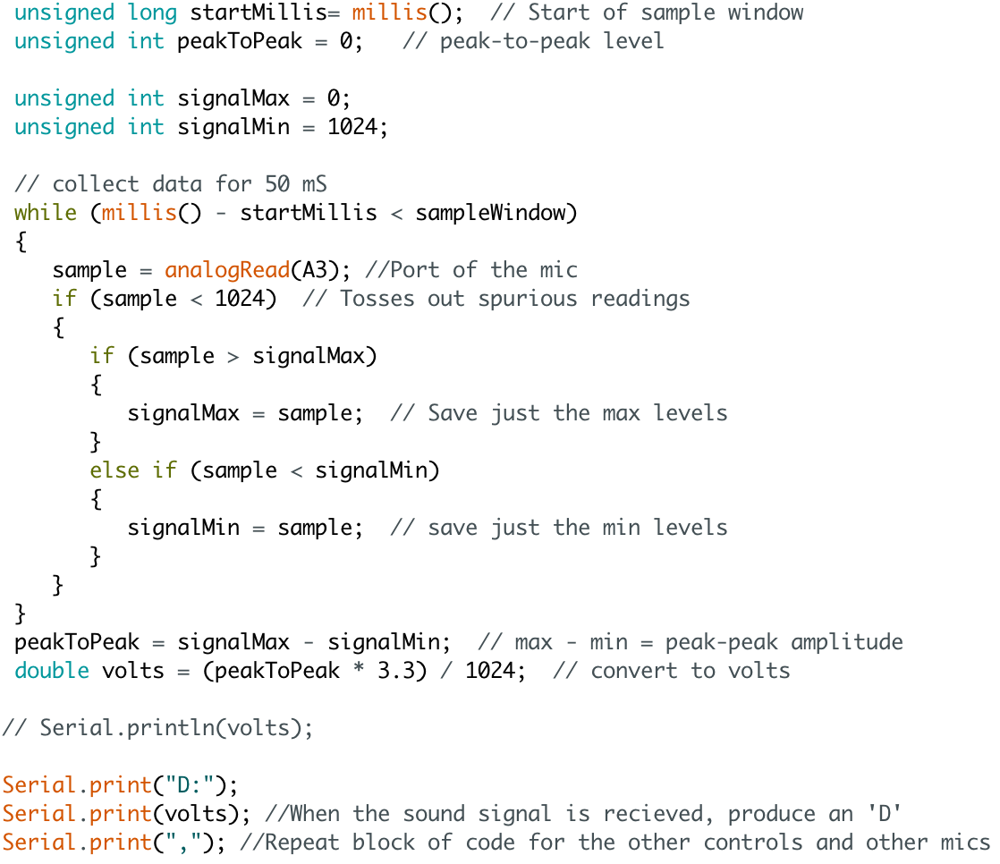 unsigned long startMillis= millis();  // Start of sample window
unsigned int peakToPeak = 0;   // peak-to-peak level
unsigned int signalMax = 0;
unsigned int signalMin = 1024;
// collect data for 50 mS
while (millis() - startMillis < sampleWindow)
{
sample = analogRead(A3); //Port of the mic
if (sample < 1024)  // Tosses out spurious readings
{
if (sample > signalMax)
{
signalMax = sample;  // Save just the max levels
}
else if (sample < signalMin)
{
signalMin = sample;  // save just the min levels
}
}
}
peakToPeak = signalMax - signalMin;  // max - min = peak-peak amplitude
double volts = (peakToPeak * 3.3) / 1024;  // convert to volts
// Serial.println(volts);
Serial.print("D:");
Serial.print(volts); //When the sound signal is recieved, produce an 'D'
Serial.print(","); //Repeat block of code for the other controls and other mics